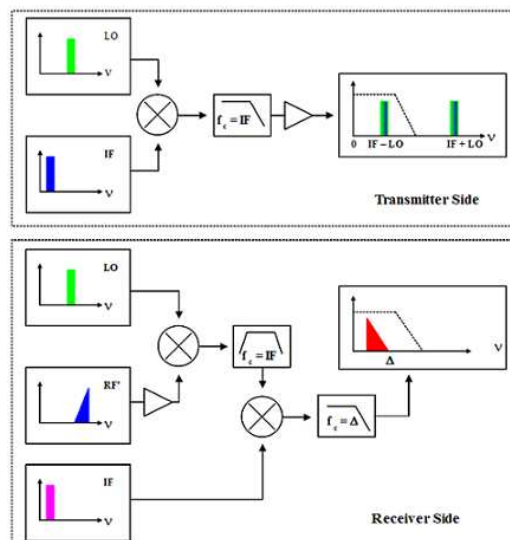 LO
ν
IF
ν
f c = IF
0 IF – LO IF + LO ν
Transmitter Side
LO
ν
RF'
ν
IF
ν
f c = IF
f c = Δ
Δ ν
Receiver Side